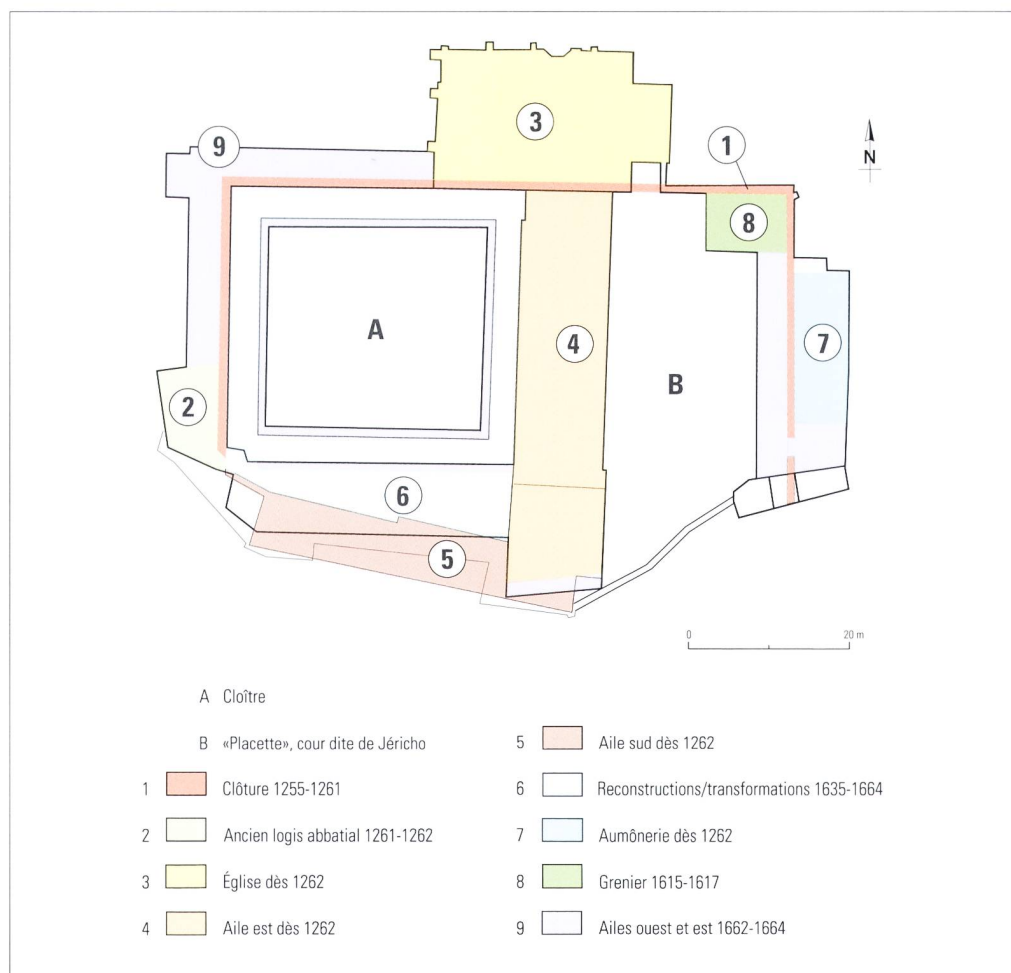 3
9
1
N
8
A
4
7
B
2
6
5
0 20 m
A Cloître
B «Placette», cour dite de Jéricho
1 Clôture 1255-1261
2 Ancien logis abbatial 1261-1262
3 Église dès 1262
4 Aile est dès 1262
5 Aile sud dès 1262
6 Reconstructions/transformations 1635-1664
7 Aumônerie dès 1262
8 Grenier 1615-1617
9 Ailes ouest et est 1662-1664